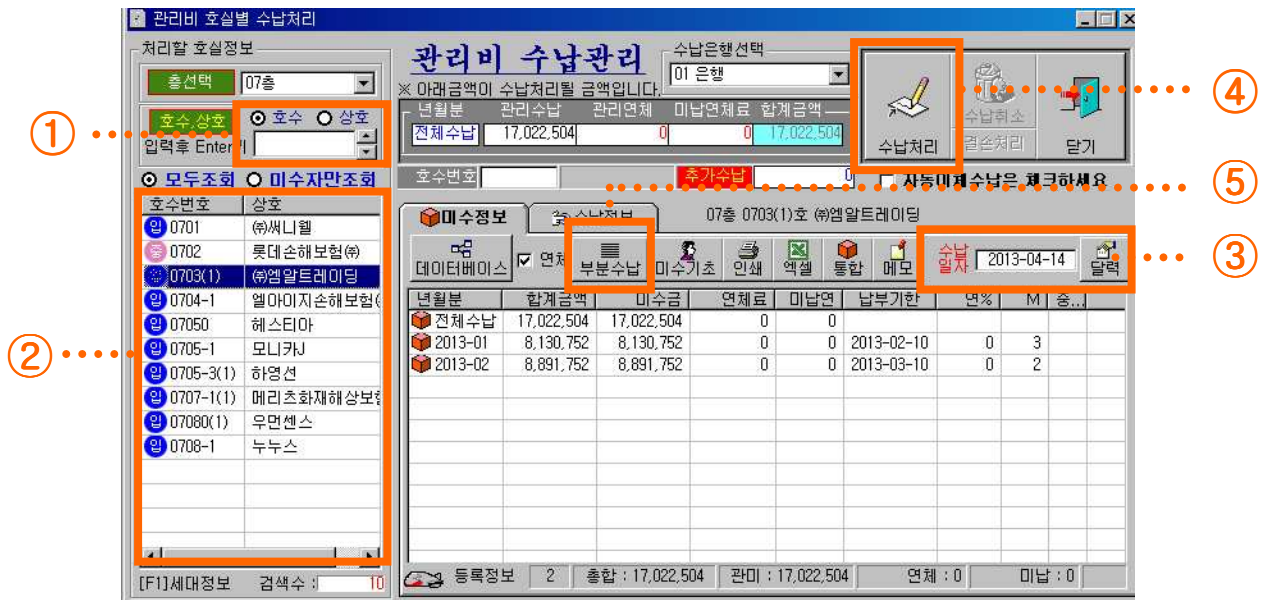 관리비 호실별 수납처리
처리할 호실정보
층선택 07층
호수,상호 호수 상호
입력후 Enter키
모두조회 미수자만조회
호수번호 상호
입 0701 ㈜써니웰
중 0702 롯데손해보험㈜
0703(1) ㈜엠알트레이딩
입 0704-1 엘아이지손해보험(
입 07050 헤스티아
입 0705-1 모니카J
입 0705-3(1) 하영선
입 0707-1(1) 메리츠화재해상보험
입 07080(1) 우먼센스
입 0708-1 누누스
[F1]세대정보 검색수 : 10
관리비 수납관리
수납은행선택
01 은행
※ 아래금액이 수납처리될 금액입니다.
년월분 관리수납 관리연체 미납연체료 합계금액
전체수납 17,022,504 0 0 17,022,504
수납처리
수납취소
결손처리
닫기
호수번호 추가수납 0 자동이체수납은 체크하세요
미수정보 수납정보 07층 0703(1)호 ㈜엠알트레이딩
데이터베이스 연체 부분수납 미수기초 인쇄 엑셀 통합 메모 수납일자 2013-04-14 달력
년월분 합계금액 미수금 연체료 미납연 납부기한 연% M 중...
전체수납 17,022,504 17,022,504 0 0
2013-01 8,130,752 8,130,752 0 0 2013-02-10 0 3
2013-02 8,891,752 8,891,752 0 0 2013-03-10 0 2
등록정보 2 총합 : 17,022,504 관미 : 17,022,504 연체 : 0 미납 : 0
①
②
④
⑤
③